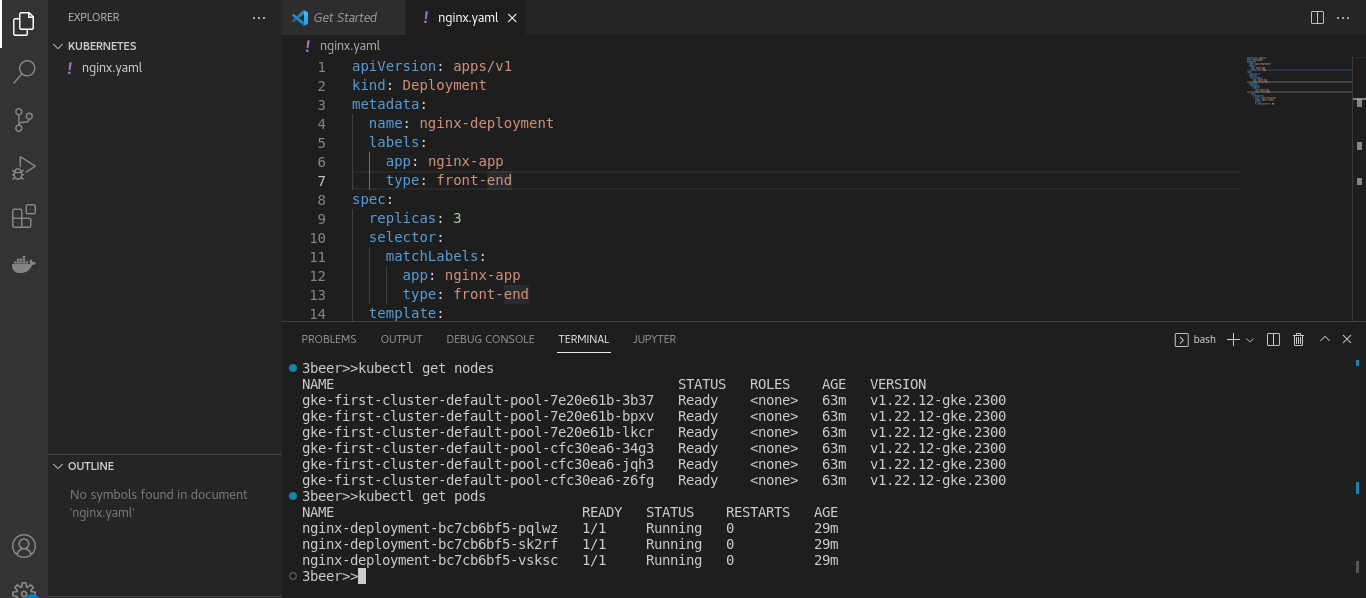 EXPLORER
KUBERNETES
! nginx.yaml
OUTLINE
No symbols found in document
'nginx.yaml'
Get Started
! nginx.yaml
! nginx.yaml
1 apiVersion: apps/v1
2 kind: Deployment
3 metadata:
4   name: nginx-deployment
5   labels:
6     app: nginx-app
7     type: front-end
8 spec:
9   replicas: 3
10   selector:
11     matchLabels:
12       app: nginx-app
13       type: front-end
14   template:
PROBLEMS OUTPUT DEBUG CONSOLE TERMINAL JUPYTER bash
3beer>>kubectl get nodes
NAME STATUS ROLES AGE VERSION
gke-first-cluster-default-pool-7e20e61b-3b37 Ready <none> 63m v1.22.12-gke.2300
gke-first-cluster-default-pool-7e20e61b-bpxv Ready <none> 63m v1.22.12-gke.2300
gke-first-cluster-default-pool-7e20e61b-lkcr Ready <none> 63m v1.22.12-gke.2300
gke-first-cluster-default-pool-cfc30ea6-34g3 Ready <none> 63m v1.22.12-gke.2300
gke-first-cluster-default-pool-cfc30ea6-jqh3 Ready <none> 63m v1.22.12-gke.2300
gke-first-cluster-default-pool-cfc30ea6-z6fg Ready <none> 63m v1.22.12-gke.2300
3beer>>kubectl get pods
NAME READY STATUS RESTARTS AGE
nginx-deployment-bc7cb6bf5-pqlwz 1/1 Running 0 29m
nginx-deployment-bc7cb6bf5-sk2rf 1/1 Running 0 29m
nginx-deployment-bc7cb6bf5-vsksc 1/1 Running 0 29m
3beer>>